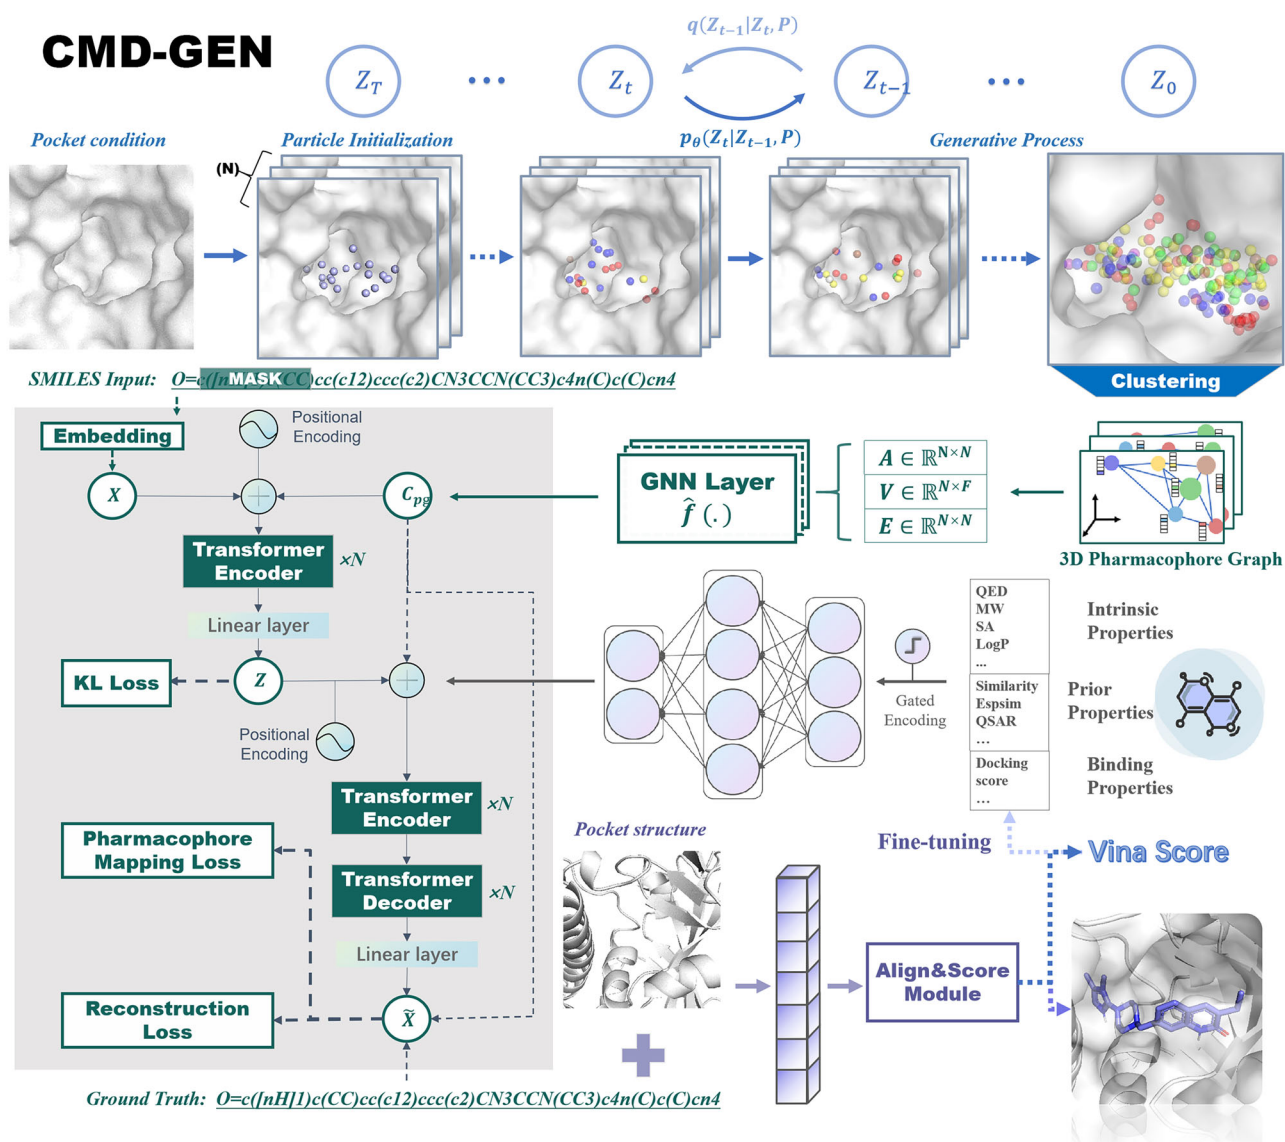 CMD-GEN
q(Z_{t-1}|Z_t, P)
Z_T
...
Z_t
Z_{t-1}
...
Z_0
p_θ(Z_t|Z_{t-1}, P)
Pocket condition
Particle Initialization
Generative Process
(N)
Clustering
SMILES Input: O=c([n MASK CC)cc(c12)ccc(c2)CN3CCN(CC3)c4n(C)c(C)cn4
Embedding
Positional
Encoding
X
C_{pg}
Transformer
Encoder
×N
Linear layer
KL Loss
Z
Positional
Encoding
Transformer
Encoder
×N
Pharmacophore
Mapping Loss
Transformer
Decoder
×N
Linear layer
Reconstruction
Loss
X̃
Ground Truth: O=c([nH]1)c(CC)cc(c12)ccc(c2)CN3CCN(CC3)c4n(C)c(C)cn4
GNN Layer
f̂ (.)
A ∈ ℝ^{N×N}
V ∈ ℝ^{N×F}
E ∈ ℝ^{N×N}
3D Pharmacophore Graph
Gated
Encoding
QED
MW
SA
LogP
...
Intrinsic
Properties
Similarity
Espsim
QSAR
...
Prior
Properties
Docking
score
...
Binding
Properties
Fine-tuning
Vina Score
Pocket structure
Align&Score
Module